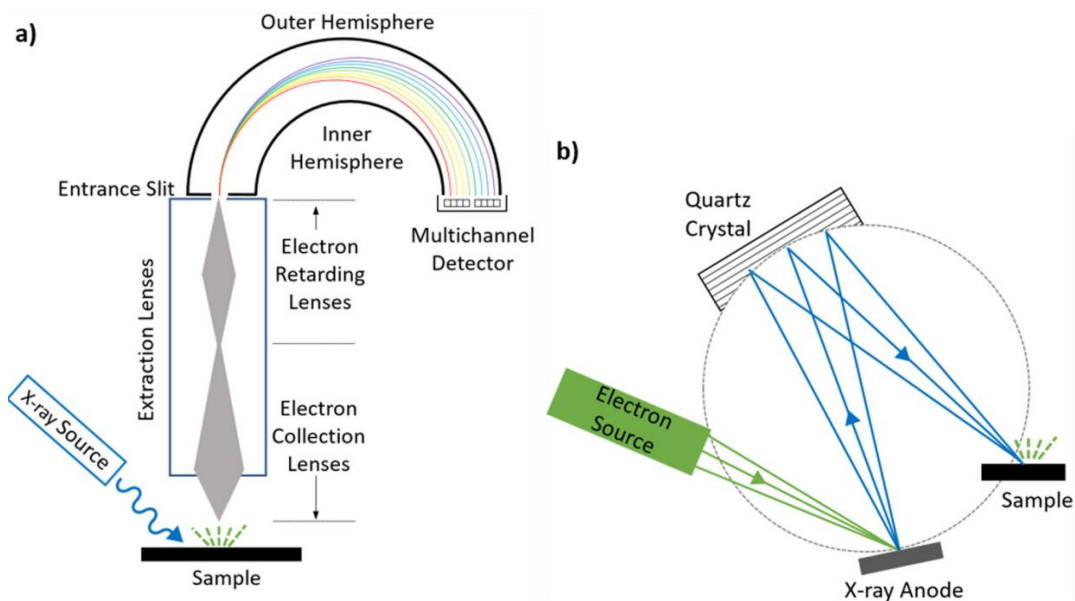 a)
Outer Hemisphere
Inner
Hemisphere
Entrance Slit
Extraction Lenses
Electron
Retarding
Lenses
Multichannel
Detector
Electron
Collection
Lenses
X-ray Source
Sample
b)
Quartz
Crystal
Electron
Source
Sample
X-ray Anode